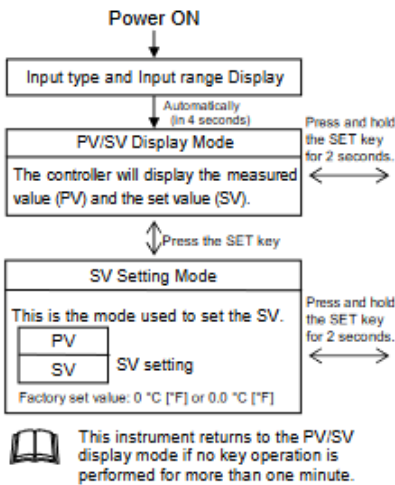 Power ON
Input type and Input range Display
Automatically
(in 4 seconds)
Press and hold
the SET key
for 2 seconds.
PV/SV Display Mode
The controller will display the measured
value (PV) and the set value (SV).
Press the SET key
SV Setting Mode
This is the mode used to set the SV.
PV
SV
SV setting
Factory set value: 0 °C [°F] or 0.0 °C [°F]
Press and hold
the SET key
for 2 seconds.
This instrument returns to the PV/SV
display mode if no key operation is
performed for more than one minute.